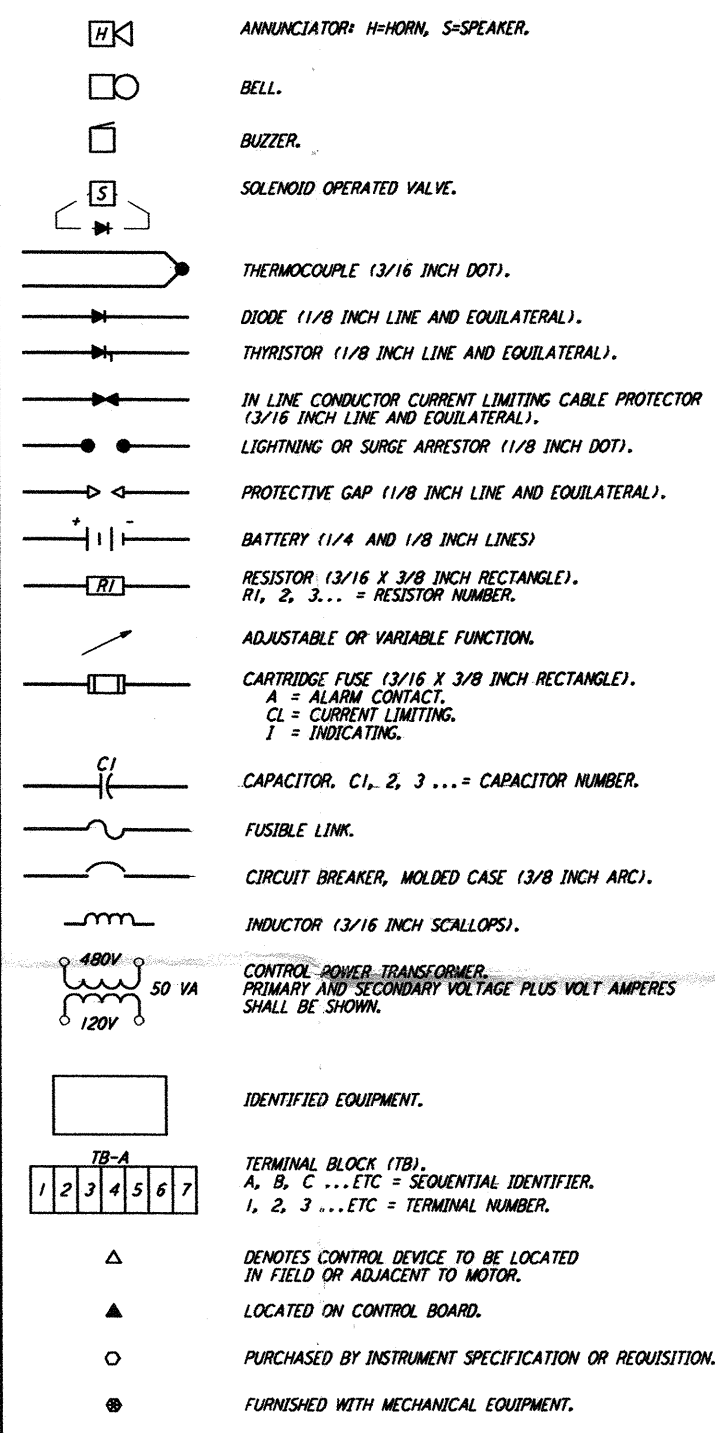 H
ANNUNCIATOR: H=HORN, S=SPEAKER.
BELL.
BUZZER.
S
SOLENOID OPERATED VALVE.
THERMOCOUPLE (3/16 INCH DOT).
DIODE (1/8 INCH LINE AND EQUILATERAL).
THYRISTOR (1/8 INCH LINE AND EQUILATERAL).
IN LINE CONDUCTOR CURRENT LIMITING CABLE PROTECTOR
(3/16 INCH LINE AND EQUILATERAL).
LIGHTNING OR SURGE ARRESTOR (1/8 INCH DOT).
PROTECTIVE GAP (1/8 INCH LINE AND EQUILATERAL).
+ -
BATTERY (1/4 AND 1/8 INCH LINES)
R1
RESISTOR (3/16 X 3/8 INCH RECTANGLE).
R1, 2, 3... = RESISTOR NUMBER.
ADJUSTABLE OR VARIABLE FUNCTION.
CARTRIDGE FUSE (3/16 X 3/8 INCH RECTANGLE).
A = ALARM CONTACT.
CL = CURRENT LIMITING.
I = INDICATING.
C1
CAPACITOR. C1, 2, 3 ...= CAPACITOR NUMBER.
FUSIBLE LINK.
CIRCUIT BREAKER, MOLDED CASE (3/8 INCH ARC).
INDUCTOR (3/16 INCH SCALLOPS).
480V
50 VA
120V
CONTROL POWER TRANSFORMER.
PRIMARY AND SECONDARY VOLTAGE PLUS VOLT AMPERES
SHALL BE SHOWN.
IDENTIFIED EQUIPMENT.
TB-A
1 2 3 4 5 6 7
TERMINAL BLOCK (TB).
A, B, C ...ETC = SEQUENTIAL IDENTIFIER.
1, 2, 3 ...ETC = TERMINAL NUMBER.
DENOTES CONTROL DEVICE TO BE LOCATED
IN FIELD OR ADJACENT TO MOTOR.
LOCATED ON CONTROL BOARD.
PURCHASED BY INSTRUMENT SPECIFICATION OR REQUISITION.
FURNISHED WITH MECHANICAL EQUIPMENT.